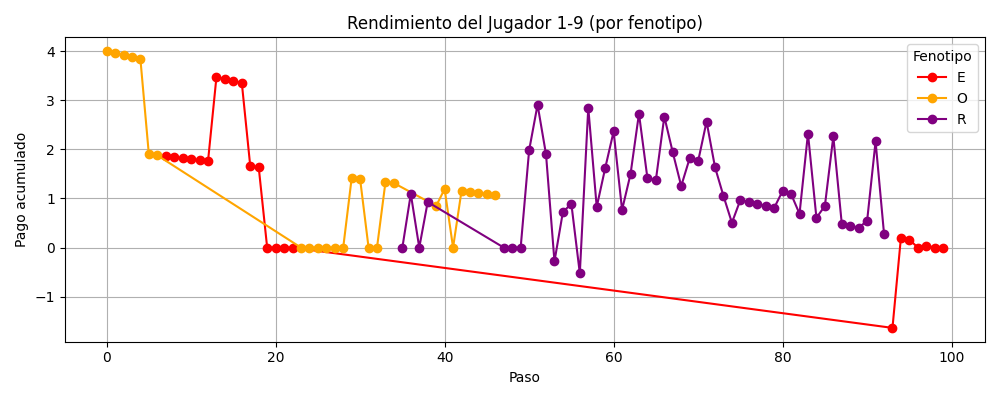 Rendimiento del Jugador 1-9 (por fenotipo)
Pago acumulado
4
3
2
1
0
−1
Fenotipo
E
O
R
0 20 40 60 80 100
Paso